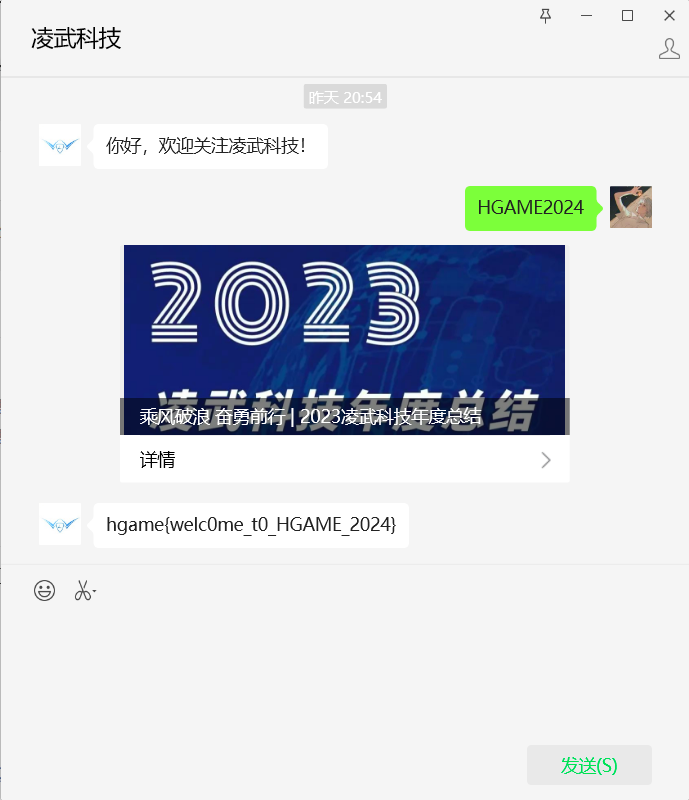 凌武科技
昨天 20:54
你好，欢迎关注凌武科技！
HGAME2024
2023
凌武科技年度总结
乘风破浪 奋勇前行 | 2023凌武科技年度总结
详情
hgame{welc0me_t0_HGAME_2024}
发送(S)